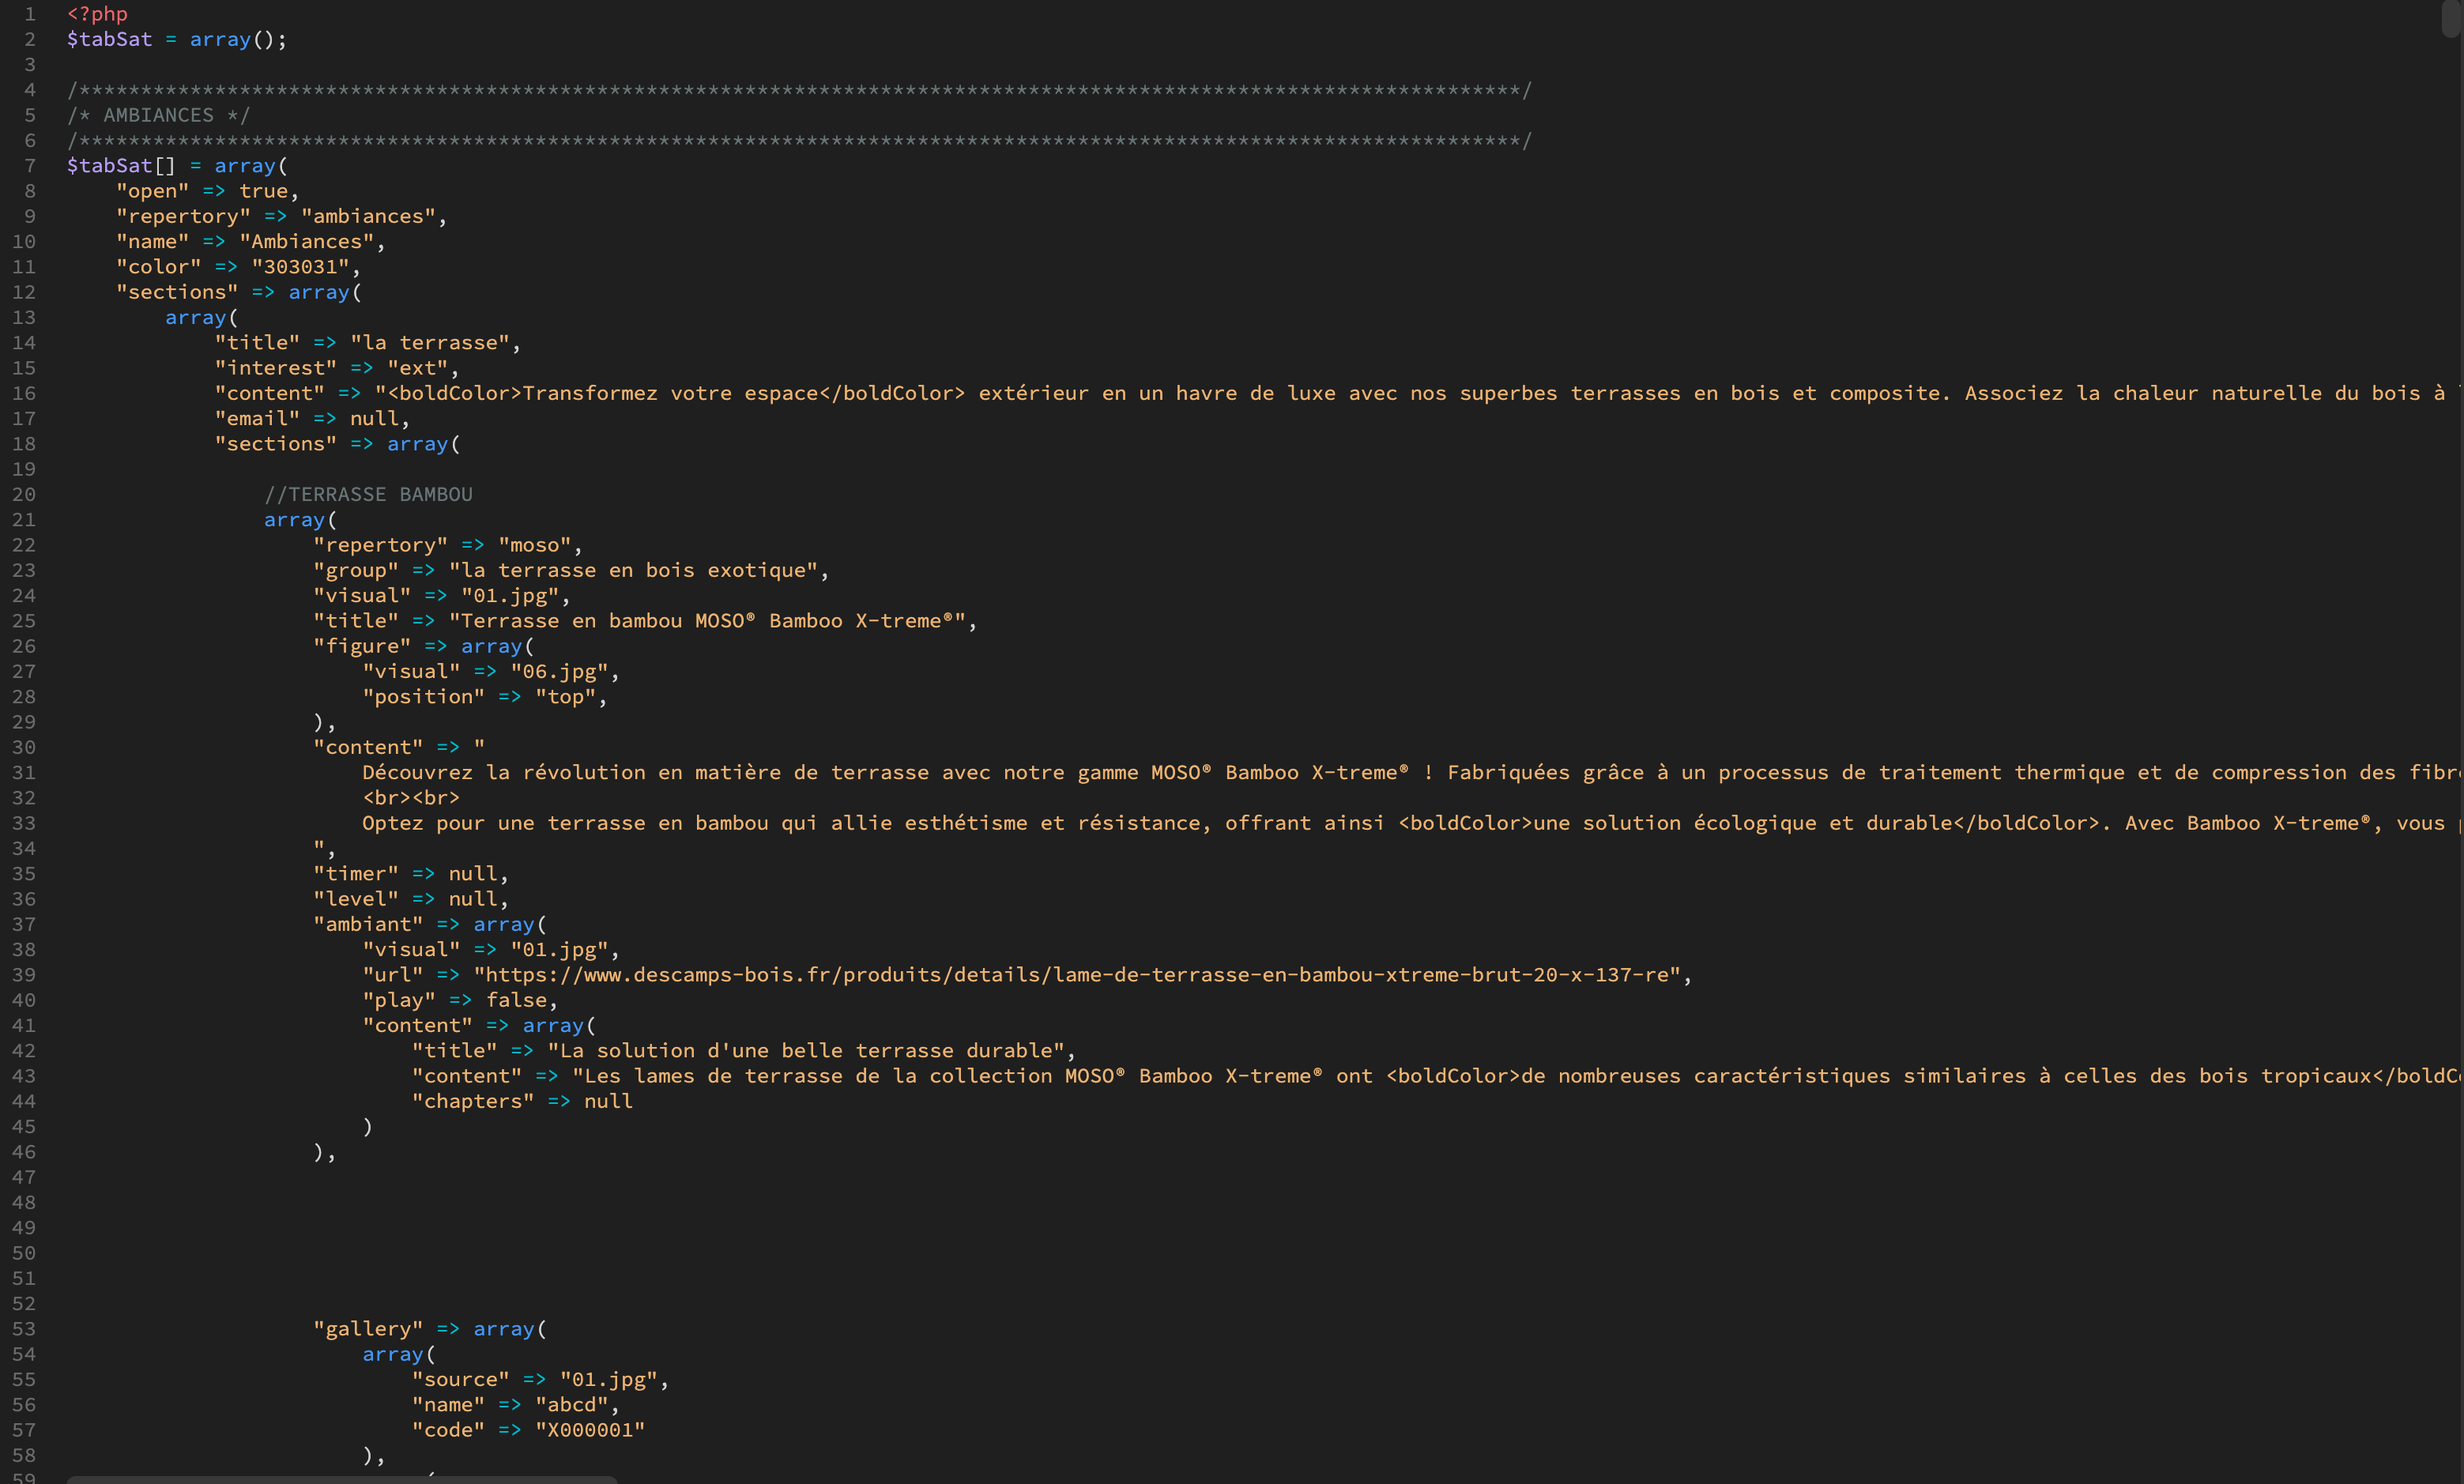 1 <?php
2 $tabSat = array();
3
4 /*********************************************************************************************************************/
5 /* AMBIANCES */
6 /*********************************************************************************************************************/
7 $tabSat[] = array(
8 "open" => true,
9 "repertory" => "ambiances",
10 "name" => "Ambiances",
11 "color" => "303031",
12 "sections" => array(
13 array(
14 "title" => "la terrasse",
15 "interest" => "ext",
16 "content" => "<boldColor>Transformez votre espace</boldColor> extérieur en un havre de luxe avec nos superbes terrasses en bois et composite. Associez la chaleur naturelle du bois à
17 "email" => null,
18 "sections" => array(
19
20 //TERRASSE BAMBOU
21 array(
22 "repertory" => "moso",
23 "group" => "la terrasse en bois exotique",
24 "visual" => "01.jpg",
25 "title" => "Terrasse en bambou MOSO® Bamboo X-treme®",
26 "figure" => array(
27 "visual" => "06.jpg",
28 "position" => "top",
29 ),
30 "content" => "
31 Découvrez la révolution en matière de terrasse avec notre gamme MOSO® Bamboo X-treme® ! Fabriquées grâce à un processus de traitement thermique et de compression des
32 <br><br>
33 Optez pour une terrasse en bambou qui allie esthétisme et résistance, offrant ainsi <boldColor>une solution écologique et durable</boldColor>. Avec Bamboo X-treme®, vous
34 ",
35 "timer" => null,
36 "level" => null,
37 "ambiant" => array(
38 "visual" => "01.jpg",
39 "url" => "https://www.descamps-bois.fr/produits/details/lame-de-terrasse-en-bambou-xtreme-brut-20-x-137-re",
40 "play" => false,
41 "content" => array(
42 "title" => "La solution d'une belle terrasse durable",
43 "content" => "Les lames de terrasse de la collection MOSO® Bamboo X-treme® ont <boldColor>de nombreuses caractéristiques similaires à celles des bois tropicaux
44 "chapters" => null
45 )
46 ),
47
48
49
50
51
52
53 "gallery" => array(
54 array(
55 "source" => "01.jpg",
56 "name" => "abcd",
57 "code" => "X000001"
58 ),
59